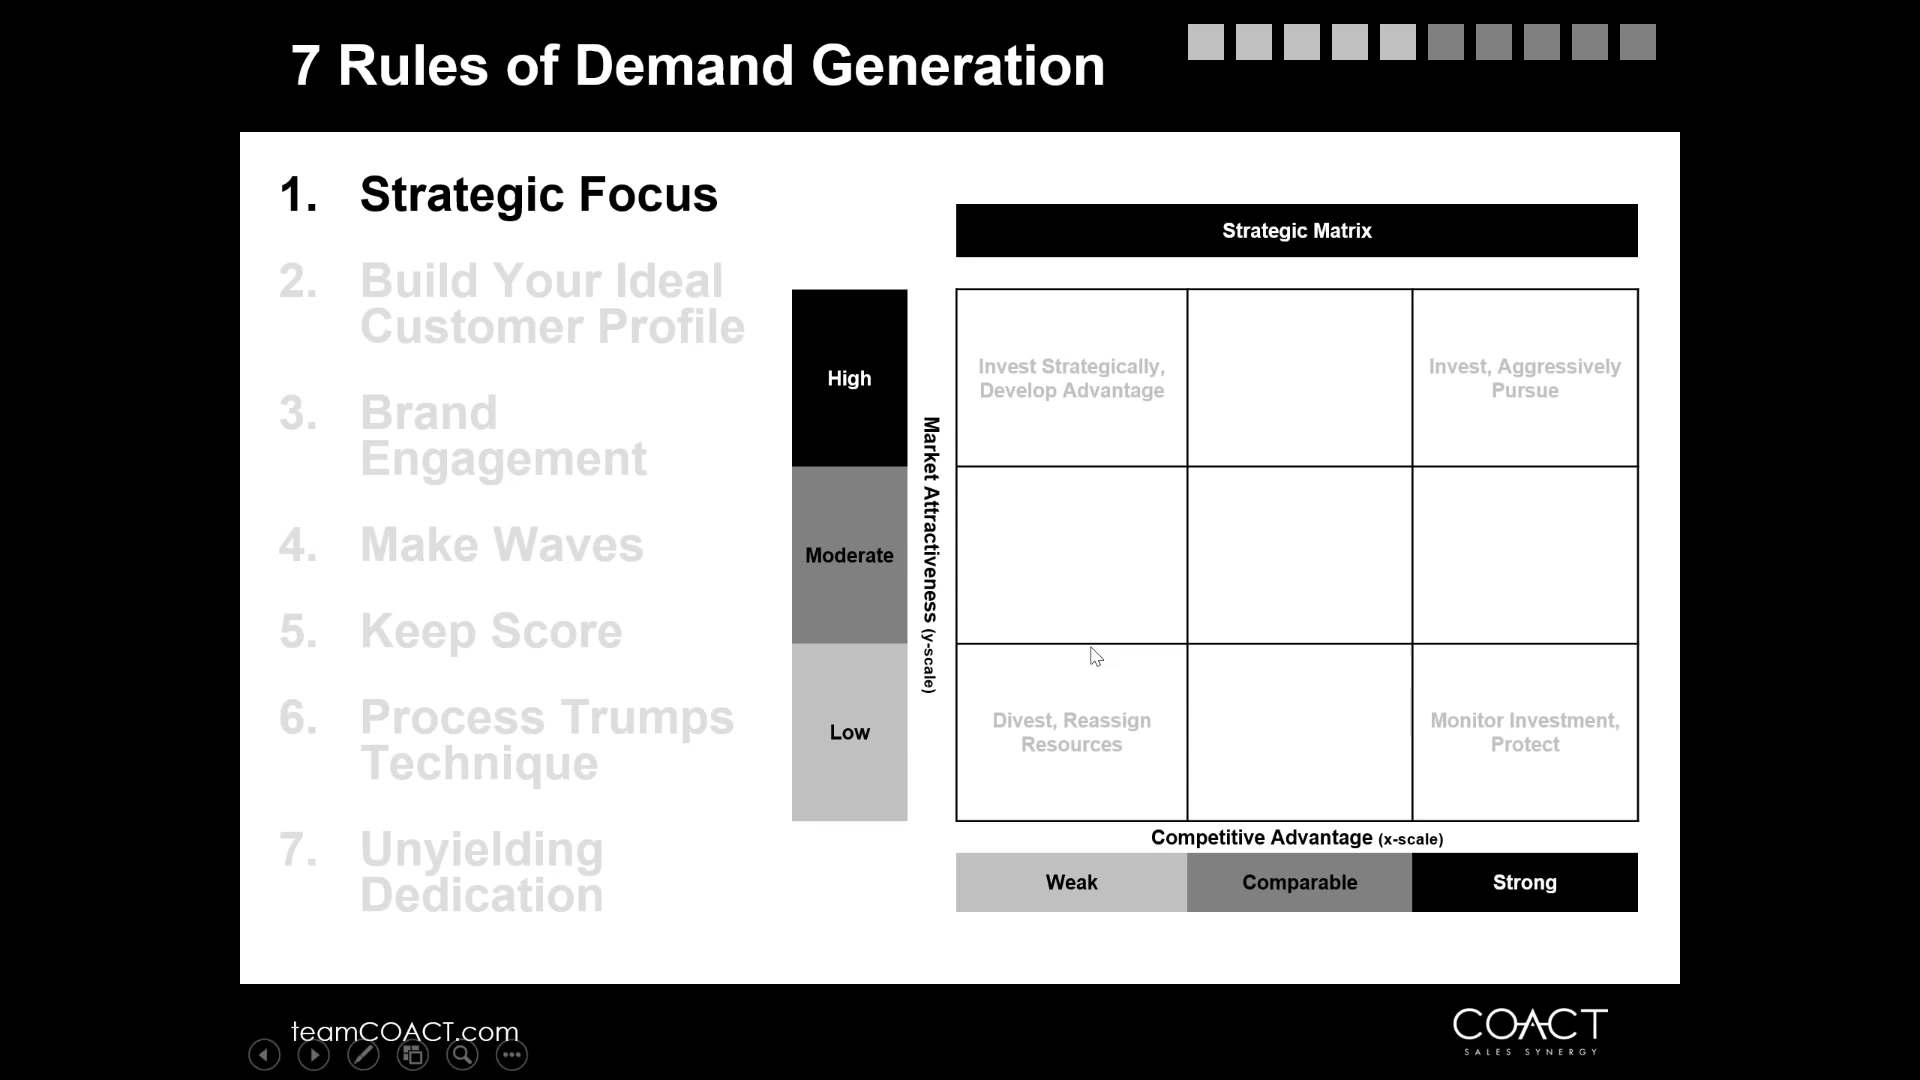 7 Rules of Demand Generation
1. Strategic Focus
2. Build Your Ideal
Customer Profile
3. Brand
Engagement
4. Make Waves
5. Keep Score
6. Process Trumps
Technique
7. Unyielding
Dedication
Strategic Matrix
High
Moderate
Low
Market Attractiveness (y-scale)
Invest Strategically,
Develop Advantage
Invest, Aggressively
Pursue
Divest, Reassign
Resources
Monitor Investment,
Protect
Competitive Advantage (x-scale)
Weak
Comparable
Strong
teamCOACT.com
COACT
SALES SYNERGY